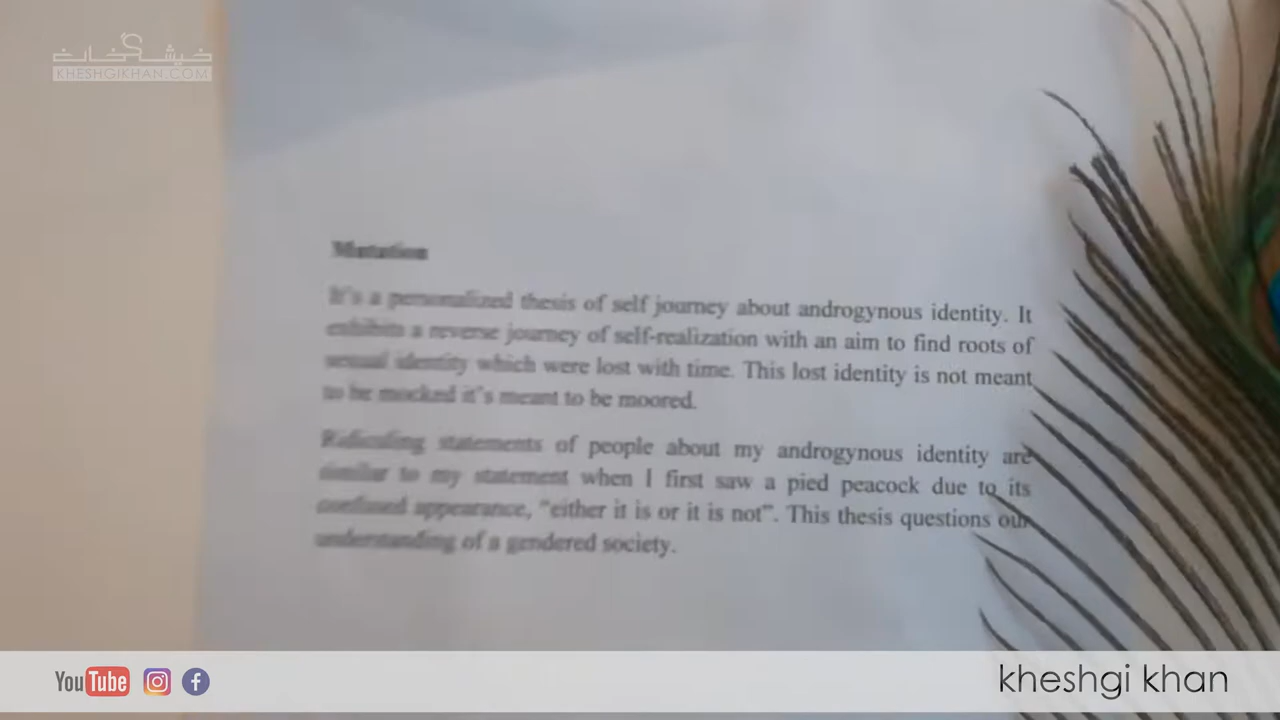 خیشگی خان
KHESHGIKHAN.COM
Mutation
It's a personalized thesis of self journey about androgynous identity. It
exhibits a reverse journey of self-realization with an aim to find roots of
sexual identity which were lost with time. This lost identity is not meant
to be mocked it's meant to be moored.
Ridiculing statements of people about my androgynous identity are
similar to my statement when I first saw a pied peacock due to its
confused appearance, "either it is or it is not". This thesis questions our
understanding of a gendered society.
YouTube
kheshgi khan